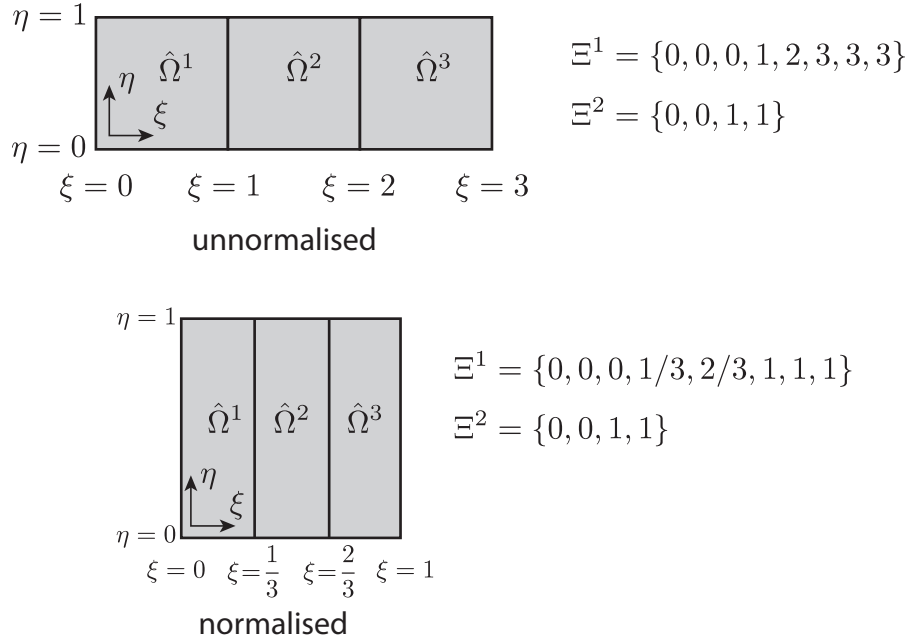 η = 1
Ω̂¹ Ω̂² Ω̂³
η
ξ
η = 0
ξ = 0 ξ = 1 ξ = 2 ξ = 3
unnormalised
Ξ¹ = {0, 0, 0, 1, 2, 3, 3, 3}
Ξ² = {0, 0, 1, 1}
η = 1
Ω̂¹ Ω̂² Ω̂³
η
ξ
η = 0
ξ = 0 ξ = 1/3 ξ = 2/3 ξ = 1
normalised
Ξ¹ = {0, 0, 0, 1/3, 2/3, 1, 1, 1}
Ξ² = {0, 0, 1, 1}